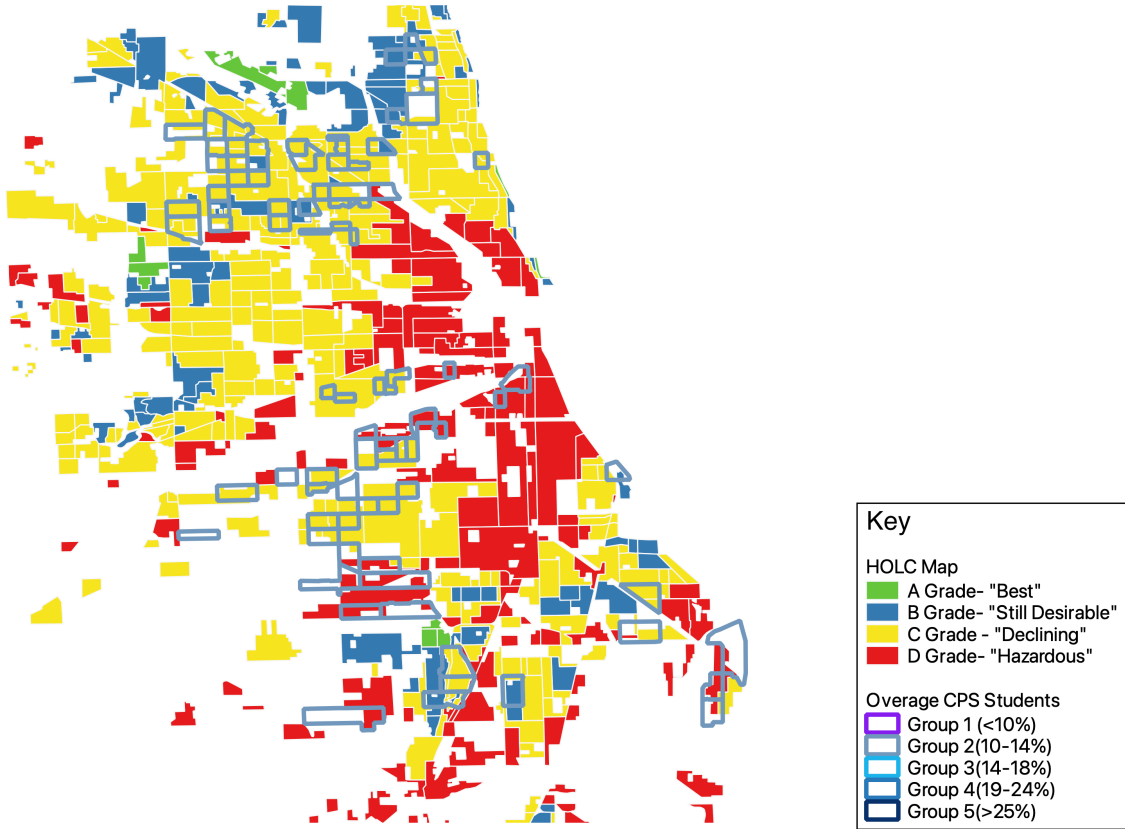 Key
HOLC Map
A Grade- "Best"
B Grade- "Still Desirable"
C Grade - "Declining"
D Grade- "Hazardous"
Overage CPS Students
Group 1 (<10%)
Group 2(10-14%)
Group 3(14-18%)
Group 4(19-24%)
Group 5(>25%)